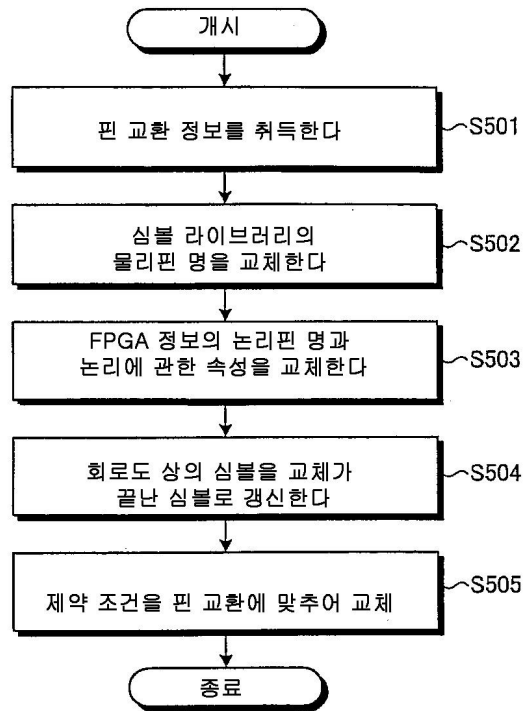 개시
핀 교환 정보를 취득한다
S501
심볼 라이브러리의
물리핀 명을 교체한다
S502
FPGA 정보의 논리핀 명과
논리에 관한 속성을 교체한다
S503
회로도 상의 심볼을 교체가
끝난 심볼로 갱신한다
S504
제약 조건을 핀 교환에 맞추어 교체
S505
종료